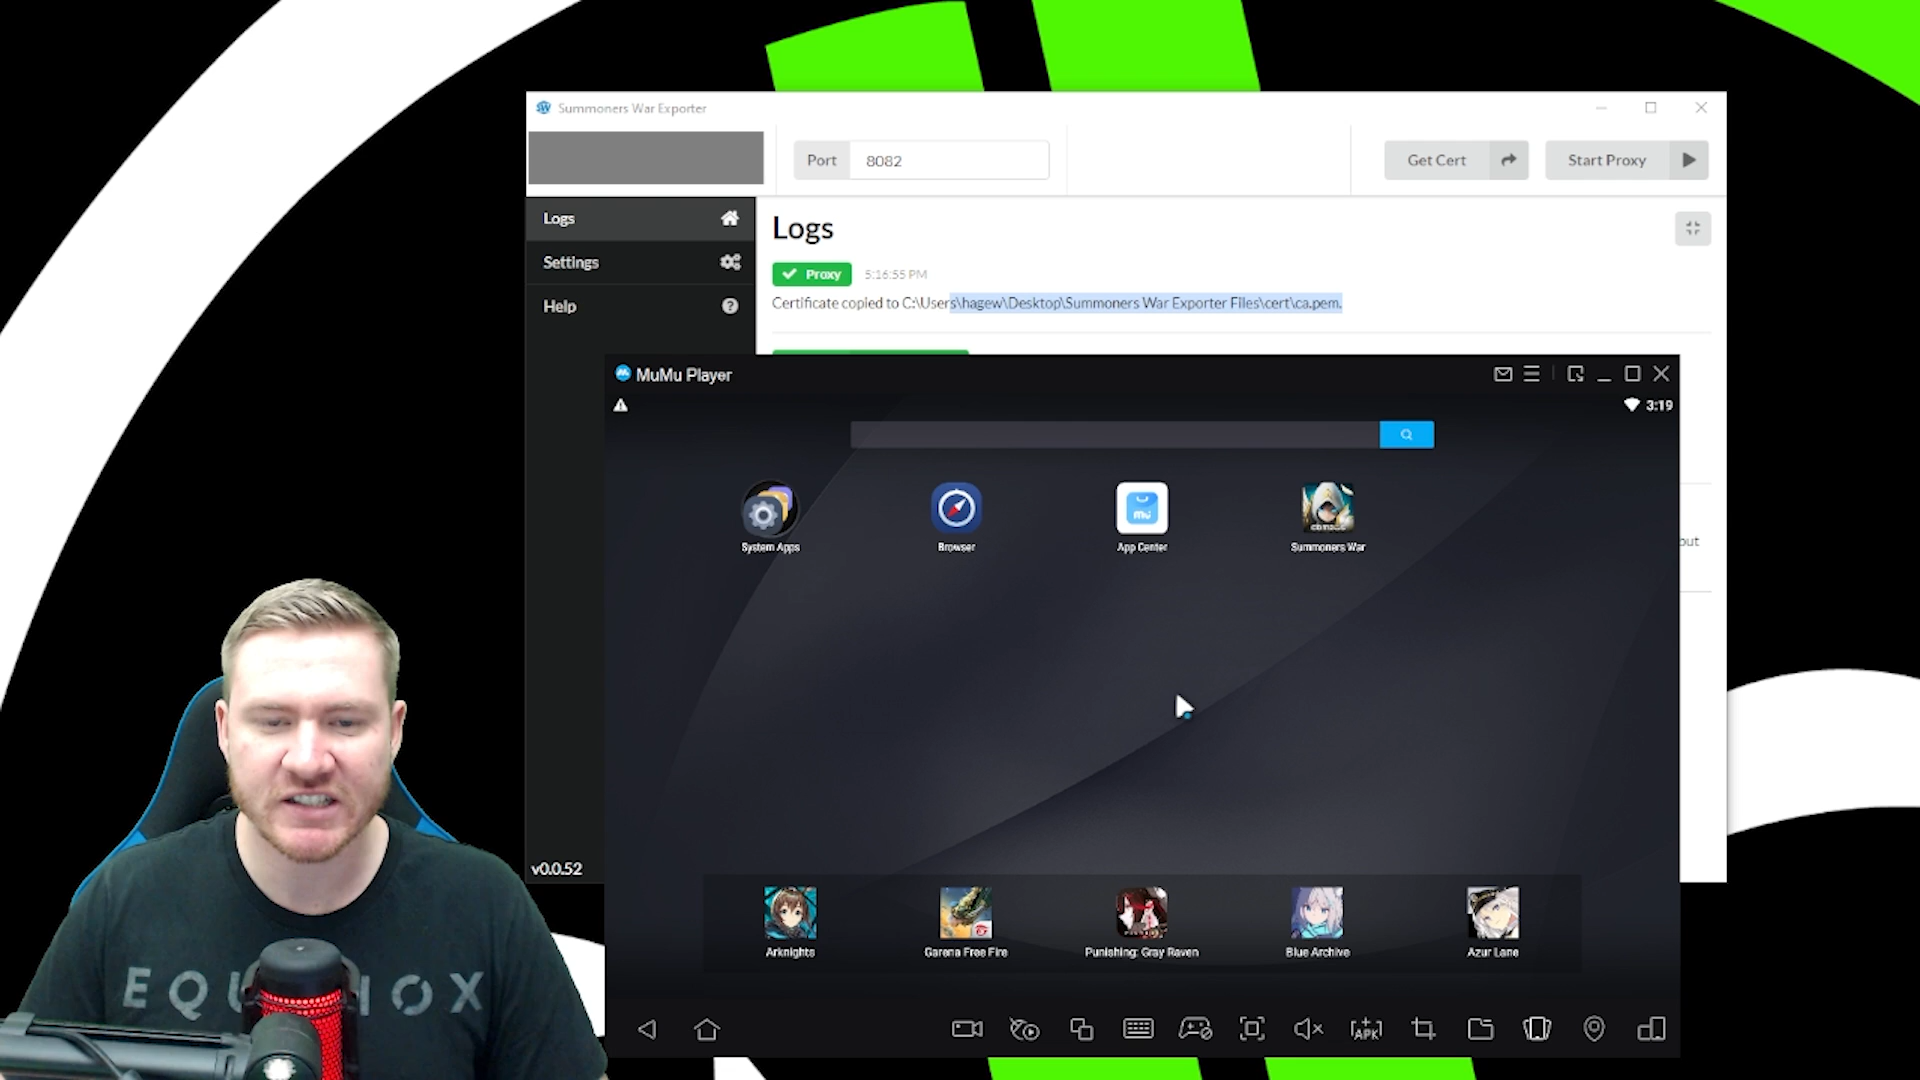 Summoners War Exporter
Port 8082
Get Cert
Start Proxy
Logs
Settings
Help
v0.0.52
Logs
Proxy 5:16:55 PM
Certificate copied to C:\Users\hagew\Desktop\Summoners War Exporter Files\cert\ca.pem.
out
MuMu Player
3:19
System Apps
Browser
App Center
Summoners War
Arknights
Garena Free Fire
Punishing: Gray Raven
Blue Archive
Azur Lane
APK